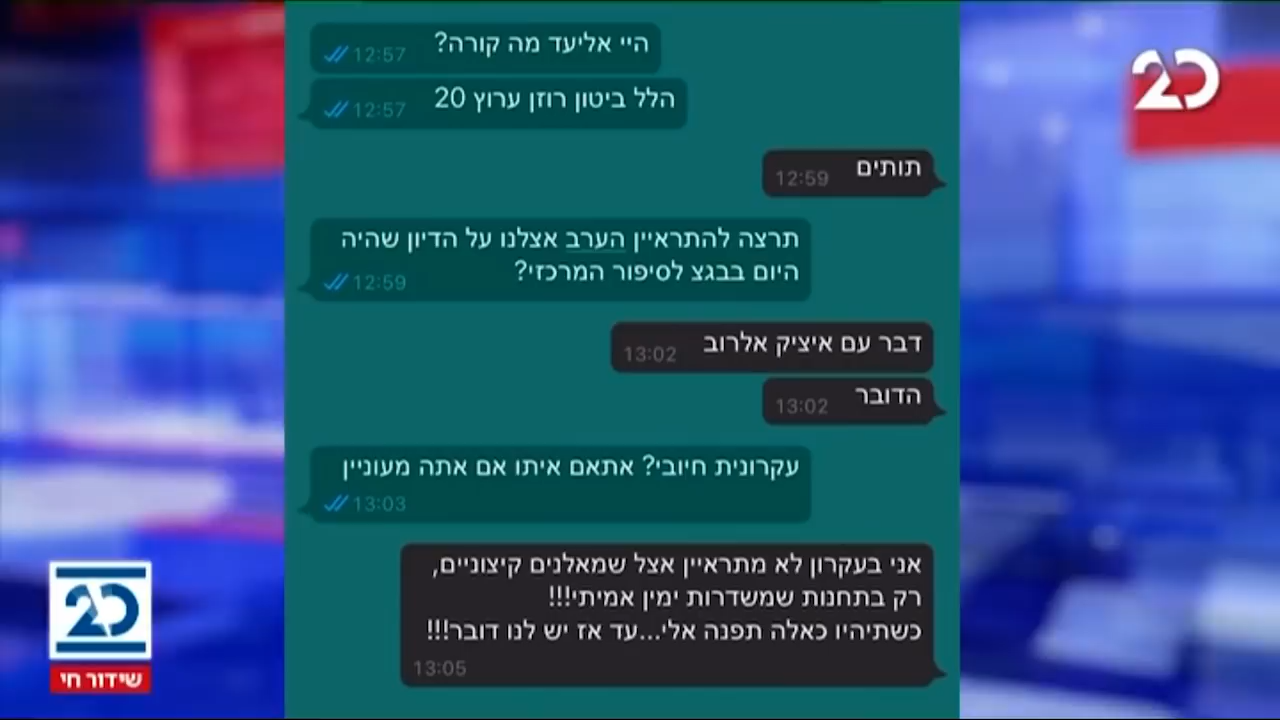 היי אליעד מה קורה?
12:57
הלל ביטון רוזן ערוץ 20
12:57
20
תותים
12:59
תרצה להתראיין הערב אצלנו על הדיון שהיה
היום בבגצ לסיפור המרכזי?
12:59
דבר עם איציק אלרוב
13:02
הדובר
13:02
עקרונית חיובי? אתאם איתו אם אתה מעוניין
13:03
אני בעקרון לא מתראיין אצל שמאלנים קיצוניים,
רק בתחנות שמשדרות ימין אמיתי!!!
כשתיהיו כאלה תפנה אלי...עד אז יש לנו דובר!!!
13:05
20
שידור חי